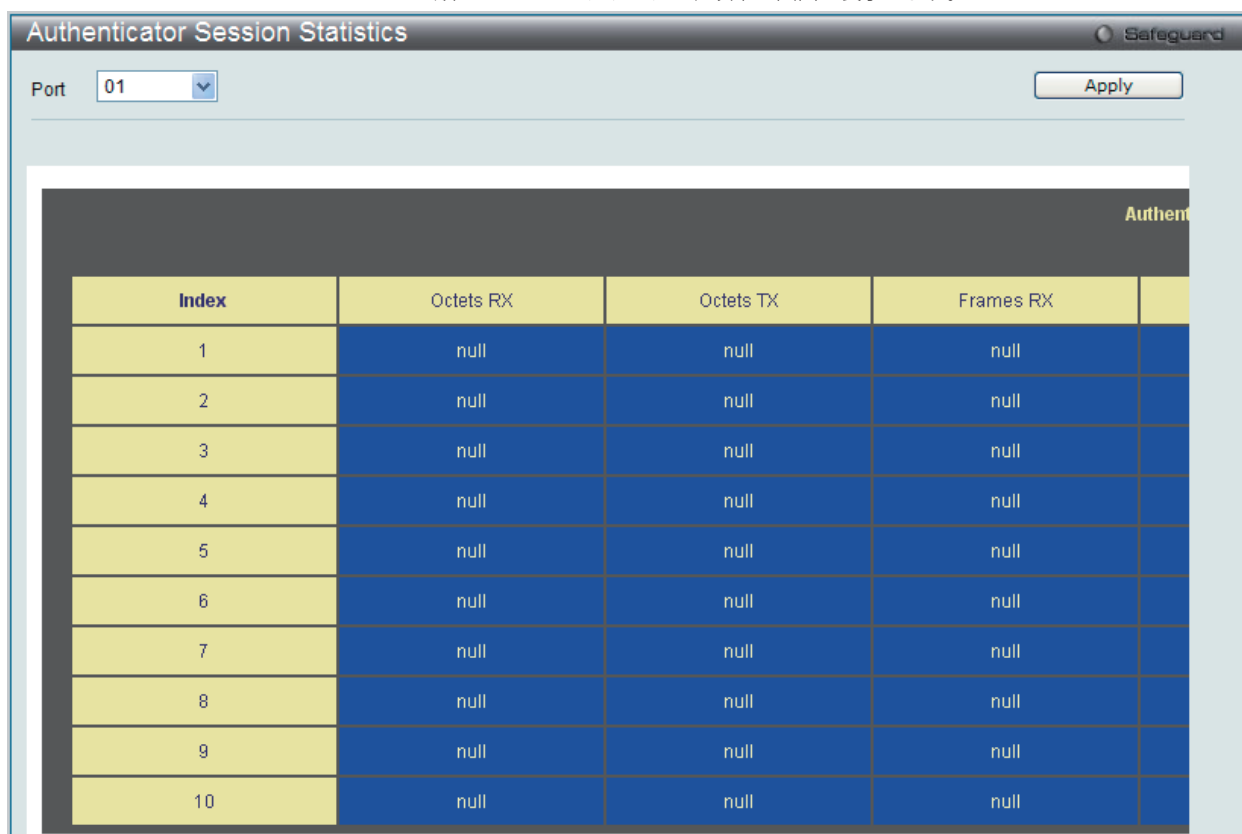 Authenticator Session Statistics
Safeguard
Port 01 Apply
Authent
Index Octets RX Octets TX Frames RX
1 null null null
2 null null null
3 null null null
4 null null null
5 null null null
6 null null null
7 null null null
8 null null null
9 null null null
10 null null null